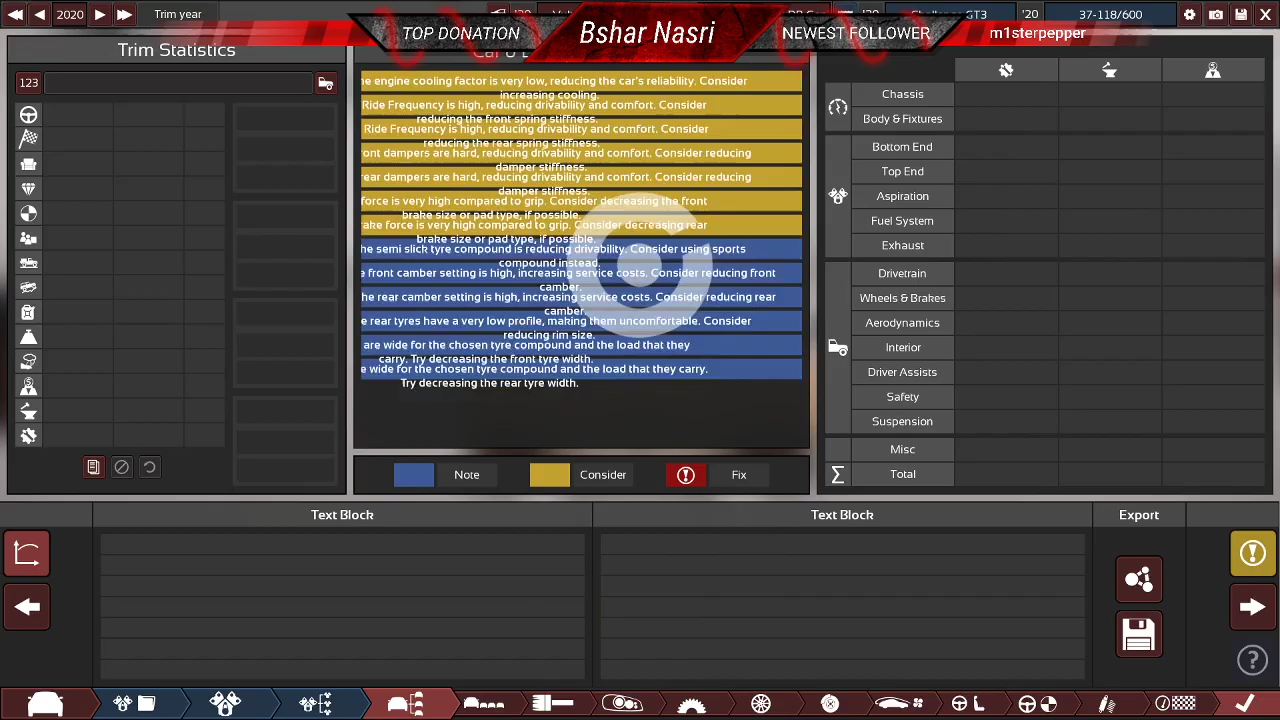 2020
Trim year
'20
Challenge GT3
'20
37-118/600
TOP DONATION
Bshar Nasri
NEWEST FOLLOWER
m1sterpepper
Trim Statistics
123
engine cooling factor is very low, reducing the car's reliability. Consider
increasing cooling.
Ride Frequency is high, reducing drivability and comfort. Consider
reducing the front spring stiffness.
Ride Frequency is high, reducing drivability and comfort. Consider
reducing the rear spring stiffness.
dampers are hard, reducing drivability and comfort. Consider reducing
damper stiffness.
rear dampers are hard, reducing drivability and comfort. Consider reducing
damper stiffness.
force is very high compared to grip. Consider decreasing the front
brake size or pad type, if possible.
force is very high compared to grip. Consider decreasing rear
brake size or pad type, if possible.
semi slick tyre compound is reducing drivability. Consider using sports
compound instead.
front camber setting is high, increasing service costs. Consider reducing front
camber.
rear camber setting is high, increasing service costs. Consider reducing rear
camber.
rear tyres have a very low profile, making them uncomfortable. Consider
reducing rim size.
are wide for the chosen tyre compound and the load that they
carry. Try decreasing the front tyre width.
wide for the chosen tyre compound and the load that they carry.
Try decreasing the rear tyre width.
Note
Consider
Fix
Chassis
Body & Fixtures
Bottom End
Top End
Aspiration
Fuel System
Exhaust
Drivetrain
Wheels & Brakes
Aerodynamics
Interior
Driver Assists
Safety
Suspension
Misc
Σ Total
Text Block
Text Block
Export